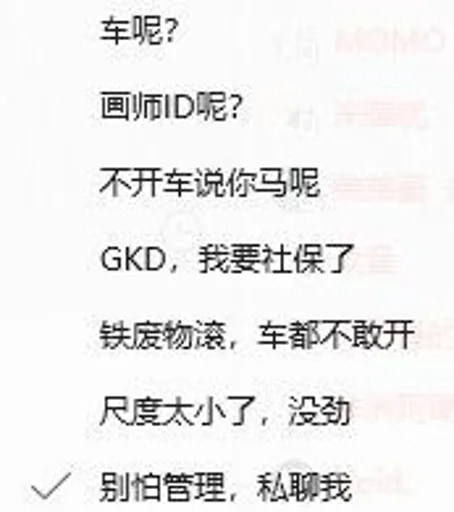 车呢?
画师ID呢?
不开车说你马呢
GKD，我要社保了
铁废物滚，车都不敢开
尺度太小了，没劲
别怕管理，私聊我
MOMO